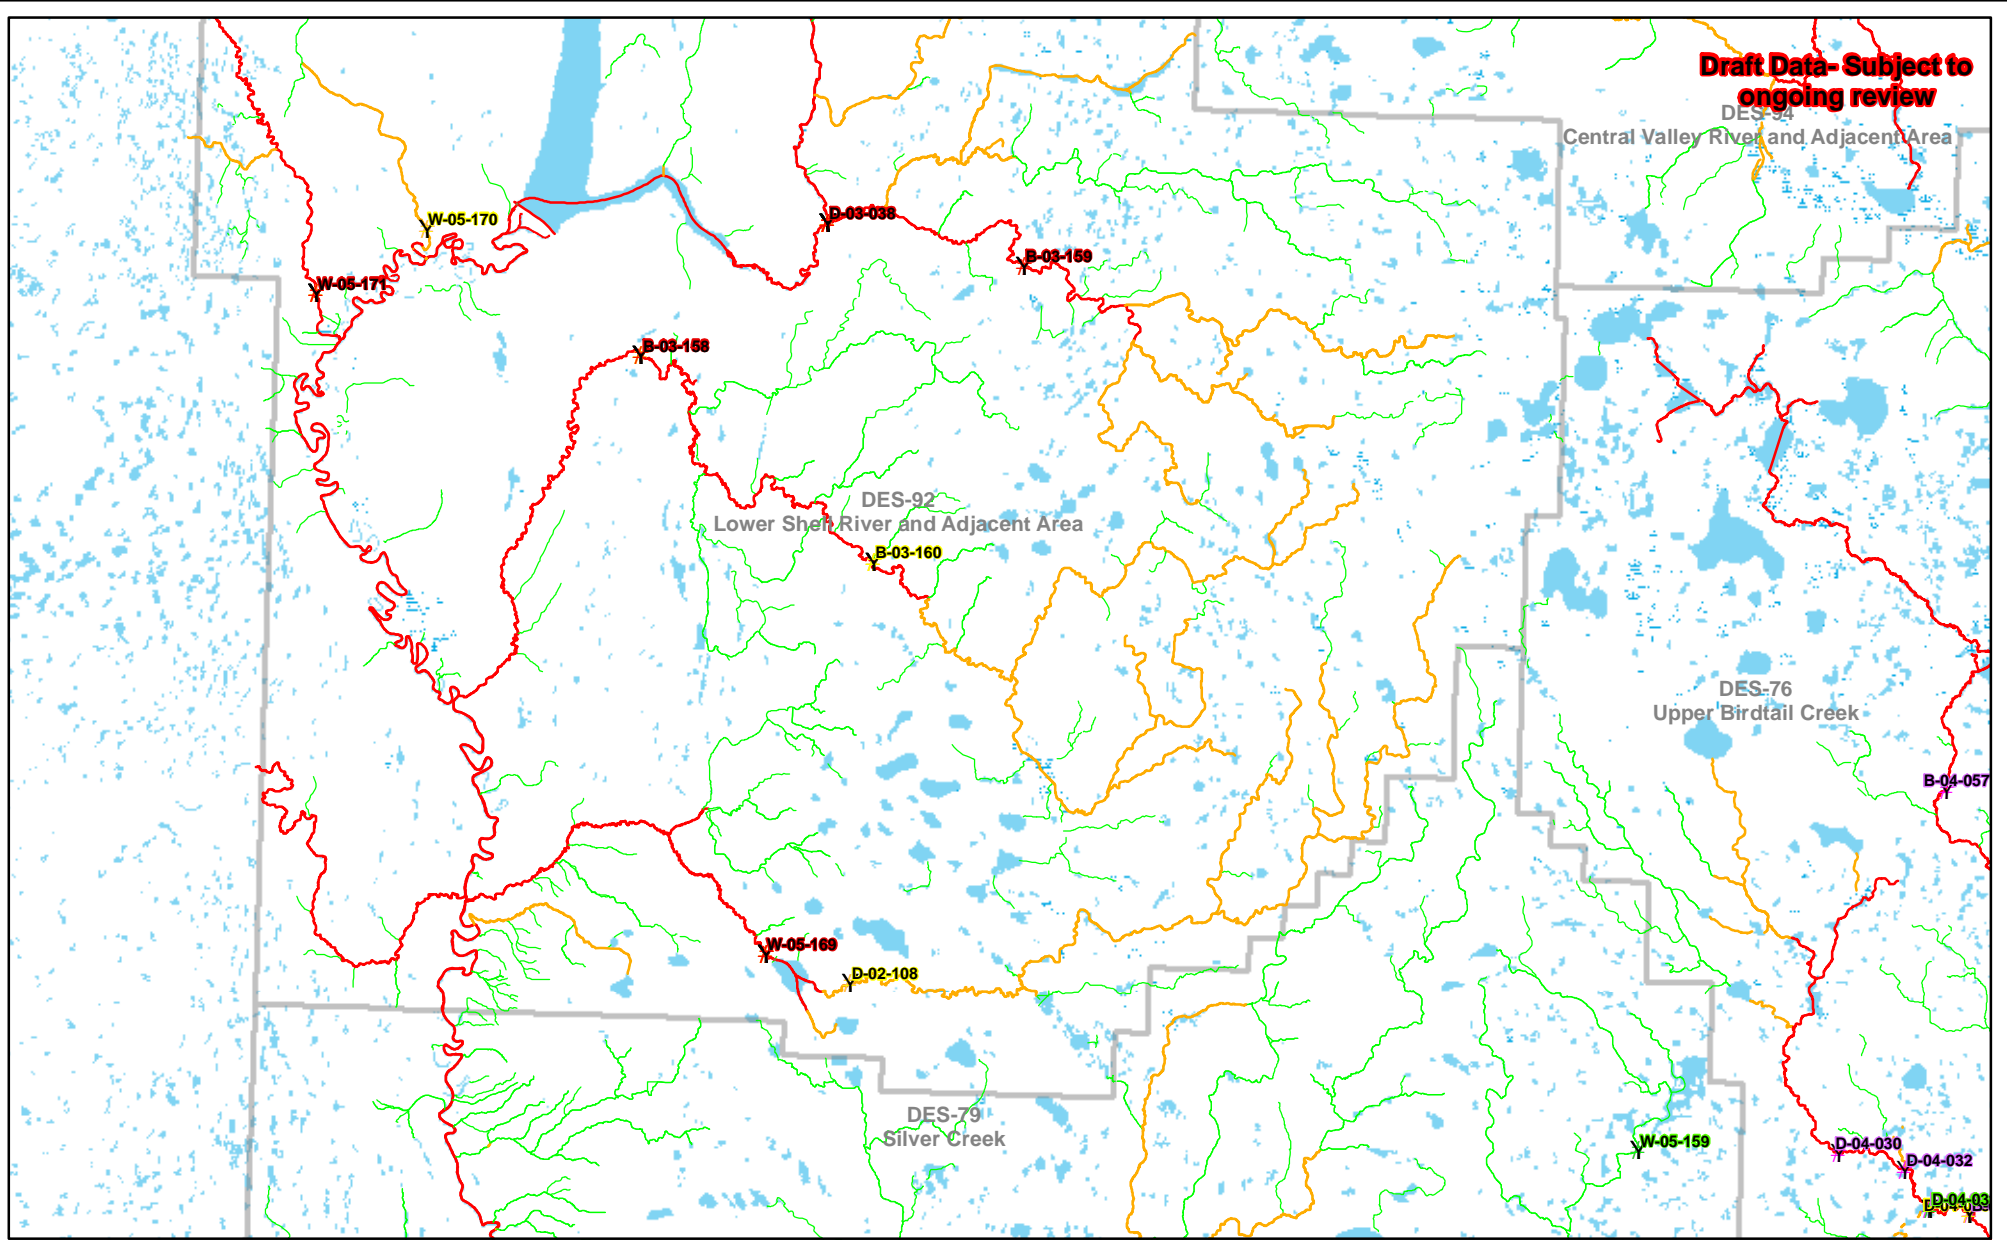 Draft Data- Subject to
ongoing review
DES-94
Central Valley River and Adjacent Area
W-05-170
D-03-038
B-03-159
W-05-171
B-03-158
DES-92
Lower Shell River and Adjacent Area
B-03-160
DES-76
Upper Birdtail Creek
B-04-057
W-05-169
D-02-108
DES-79
Silver Creek
W-05-159
D-04-030
D-04-032
D-04-03